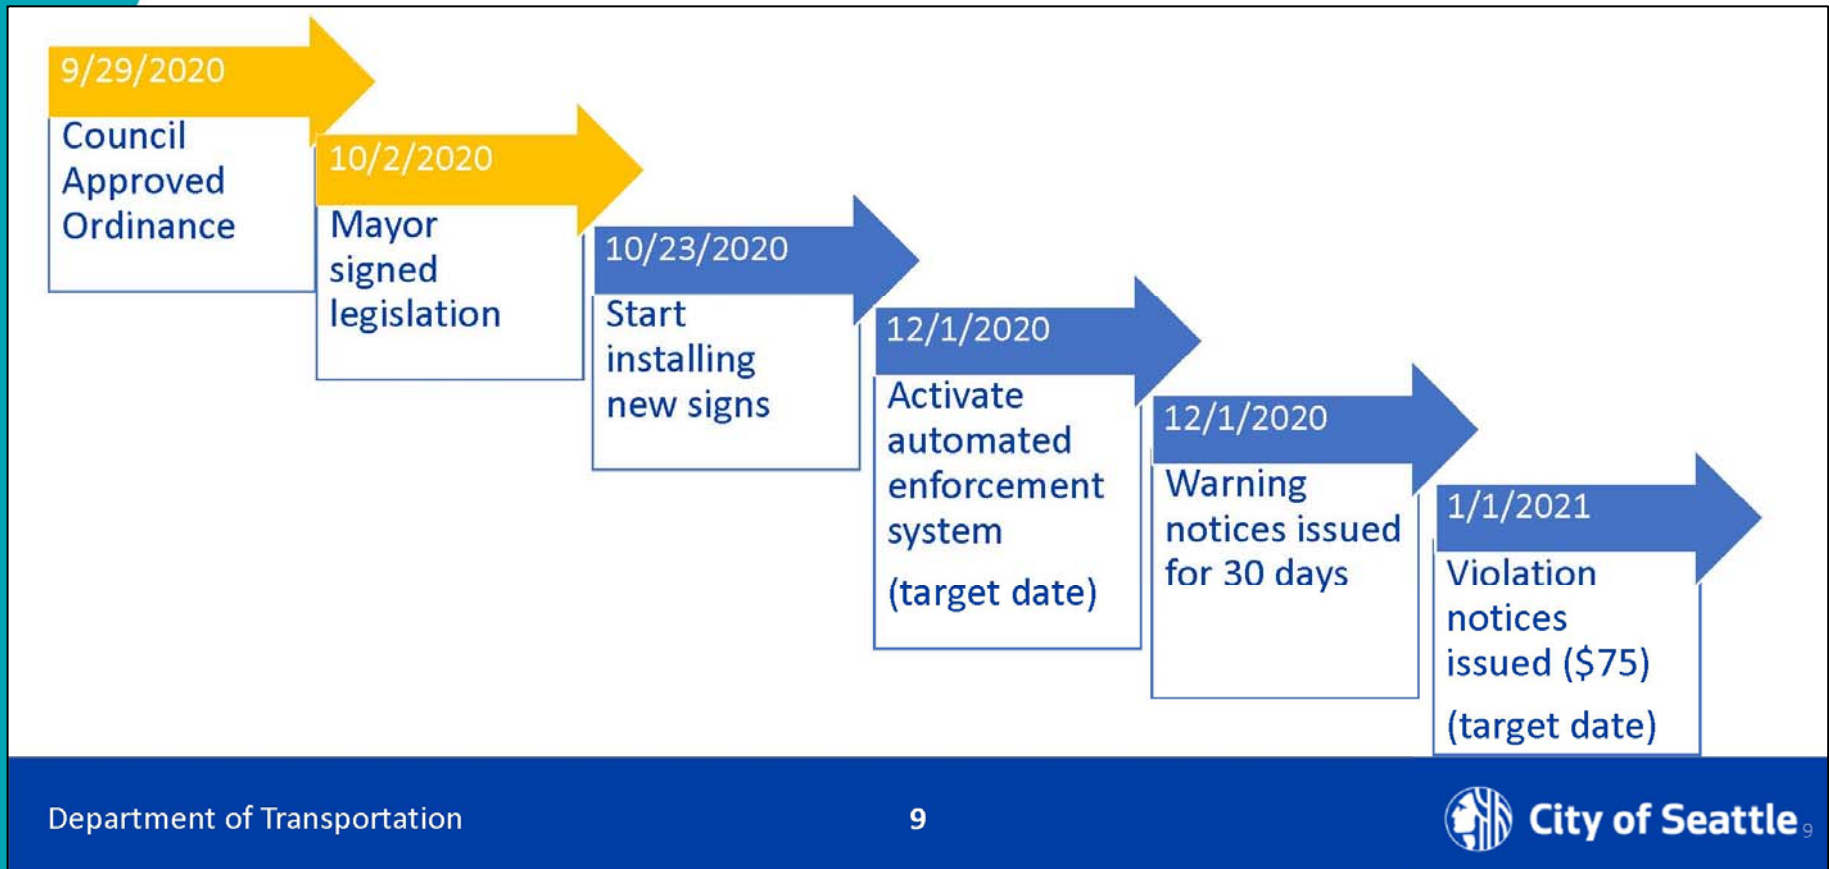 9/29/2020
Council
Approved
Ordinance
10/2/2020
Mayor
signed
legislation
10/23/2020
Start
installing
new signs
12/1/2020
Activate
automated
enforcement
system
(target date)
12/1/2020
Warning
notices issued
for 30 days
1/1/2021
Violation
notices
issued ($75)
(target date)
Department of Transportation
9
City of Seattle
9